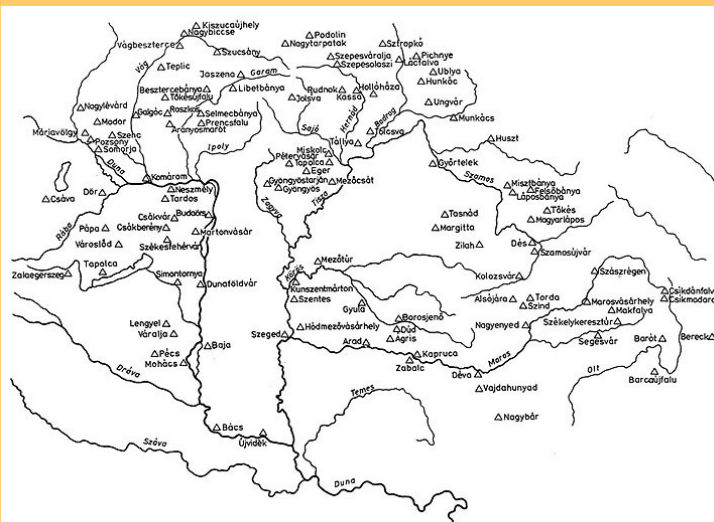 Kiszucaújhely
Nagybiccse
Podolin
Vágbeszterce
Nagytarpatak
Sztropkó
Szucsány
Szepesváralja
Pichnye
Szepesolaszi
Lácfalva
Vág
Teplic
Ublya
Jaszena
Garam
Hunkóc
Besztercebánya
Libetbánya
Rudnok
Hollóháza
Tőkésújfalu
Jolsva
Kassa
Nagylévárd
Ungvár
Galgóc
Raszkos
Selmecbánya
Hernád
Bodrog
Modor
Prencsfalu
Munkács
Aranyosmarót
Máriavölgy
Szenc
Sajó
Tolcsva
Pozsony
Tállya
Huszt
Somorja
Ipoly
Miskolc
Duna
Pétervására
Tapolca
Győrtelek
Eger
Szamos
Komárom
Gyöngyöstarján
Mezőcsát
Misztbánya
Dör
Neszmély
Gyöngyös
Felsőbánya
Csáva
Tardos
Tisza
Láposbánya
Zagyva
Tőkés
Csákvár
Budaörs
Tasnád
Magyarlápos
Rába
Pápa
Csákberény
Margitta
Martonvásár
Városlőd
Székesfehérvár
Zilah
Dés
Szamosújvár
Mezőtúr
Tapolca
Körös
Szászrégen
Zalaegerszeg
Simontornya
Dunaföldvár
Kolozsvár
Kunszentmárton
Csíkdánfalva
Szentes
Alsójára
Torda
Marosvásárhely
Csíkmadaras
Gyula
Szind
Makfalva
Lengyel
Borosjenő
Székelykeresztúr
Hódmezővásárhely
Nagyenyed
Váralja
Szeged
Dúd
Segesvár
Barót
Bereck
Arad
Agris
Pécs
Baja
Kapruca
Maros
Mohács
Zabalc
Olt
Déva
Barcaújfalu
Dráva
Vajdahunyad
Temes
Nagybár
Bács
Újvidék
Száva
Duna